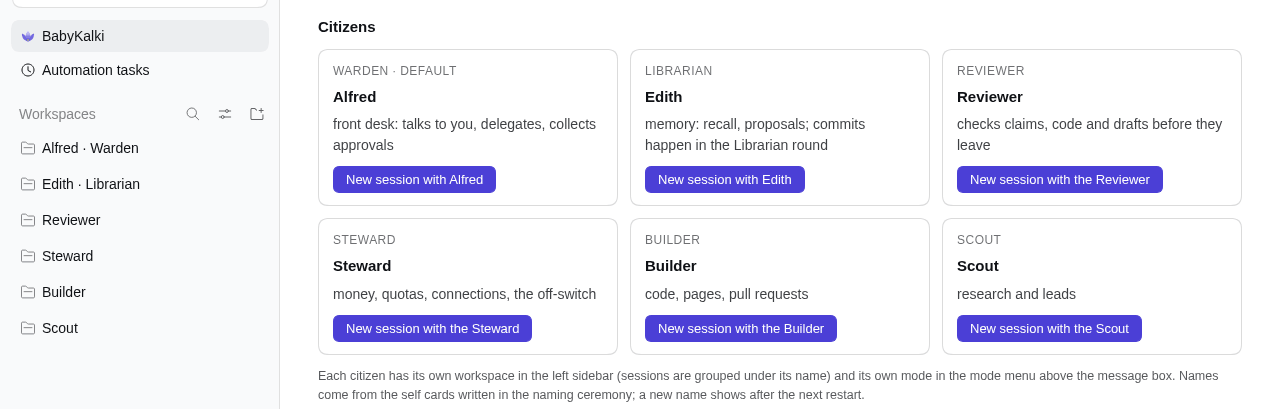 BabyKalki
Automation tasks
Workspaces
Alfred · Warden
Edith · Librarian
Reviewer
Steward
Builder
Scout
Citizens
WARDEN · DEFAULT
Alfred
front desk: talks to you, delegates, collects
approvals
New session with Alfred
LIBRARIAN
Edith
memory: recall, proposals; commits
happen in the Librarian round
New session with Edith
REVIEWER
Reviewer
checks claims, code and drafts before they
leave
New session with the Reviewer
STEWARD
Steward
money, quotas, connections, the off-switch
New session with the Steward
BUILDER
Builder
code, pages, pull requests
New session with the Builder
SCOUT
Scout
research and leads
New session with the Scout
Each citizen has its own workspace in the left sidebar (sessions are grouped under its name) and its own mode in the mode menu above the message box. Names
come from the self cards written in the naming ceremony; a new name shows after the next restart.